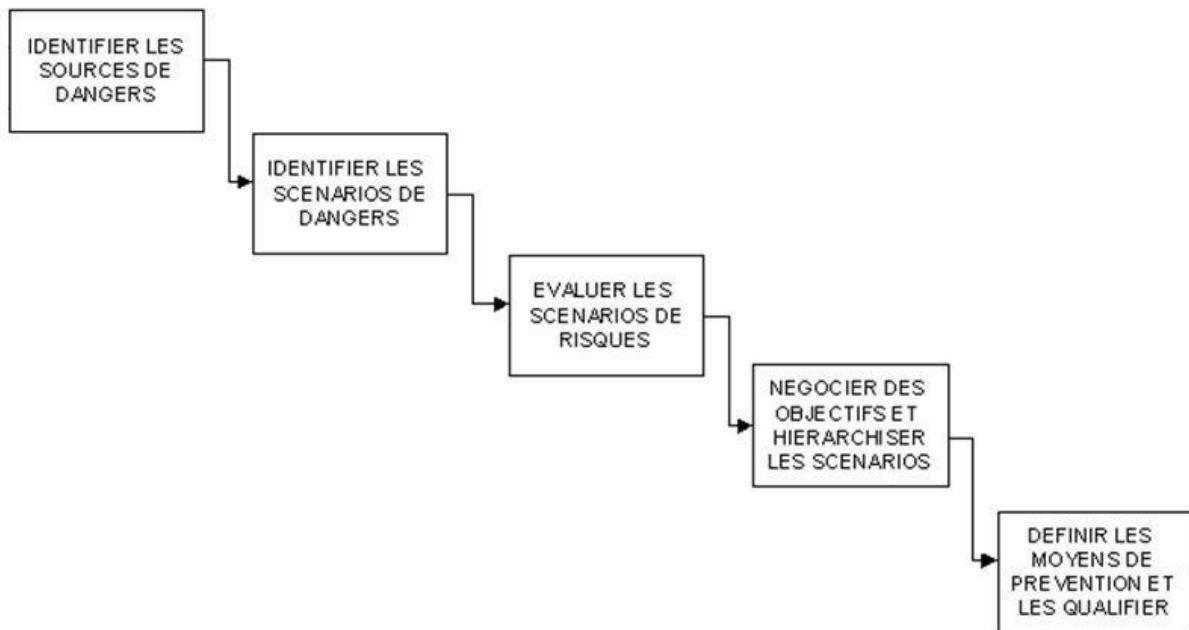 IDENTIFIER LES
SOURCES DE
DANGERS
IDENTIFIER LES
SCENARIOS DE
DANGERS
EVALUER LES
SCENARIOS DE
RISQUES
NEGOCIER DES
OBJECTIFS ET
HIERARCHISER
LES SCENARIOS
DEFINIR LES
MOYENS DE
PREVENTION ET
LES QUALIFIER